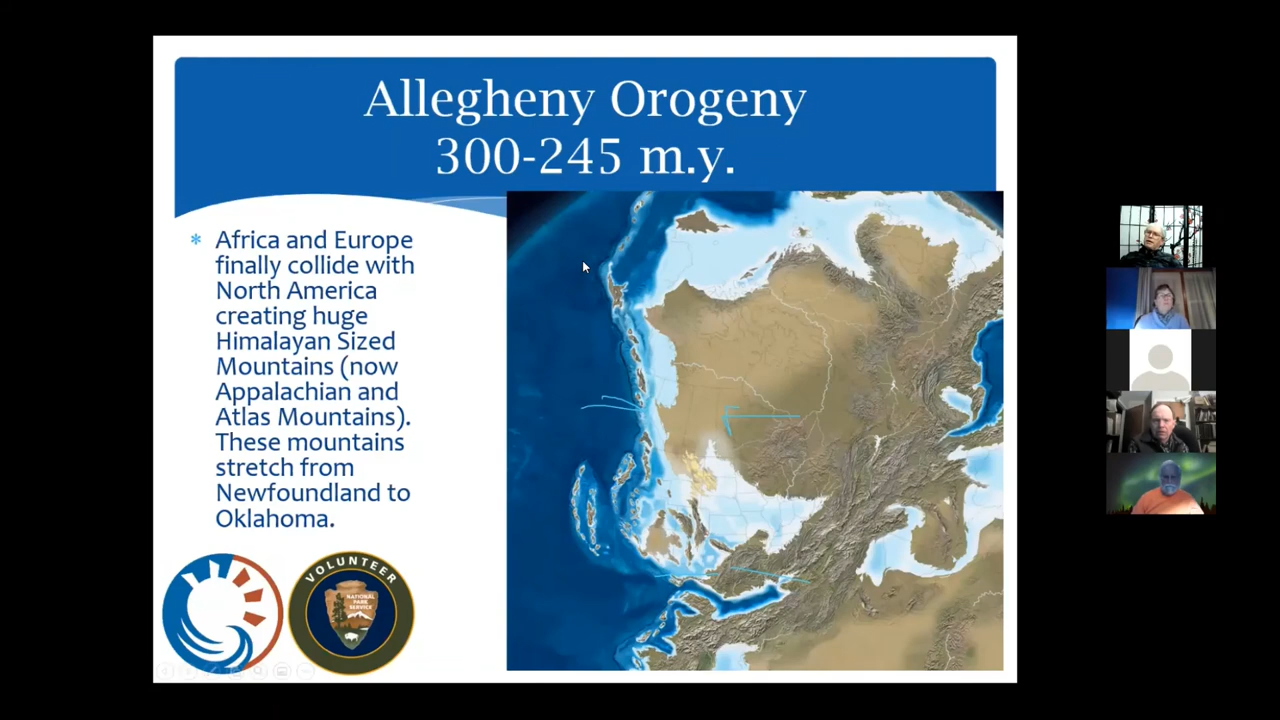 Allegheny Orogeny
300-245 m.y.
* Africa and Europe
finally collide with
North America
creating huge
Himalayan Sized
Mountains (now
Appalachian and
Atlas Mountains).
These mountains
stretch from
Newfoundland to
Oklahoma.
VOLUNTEER
NATIONAL
PARK
SERVICE